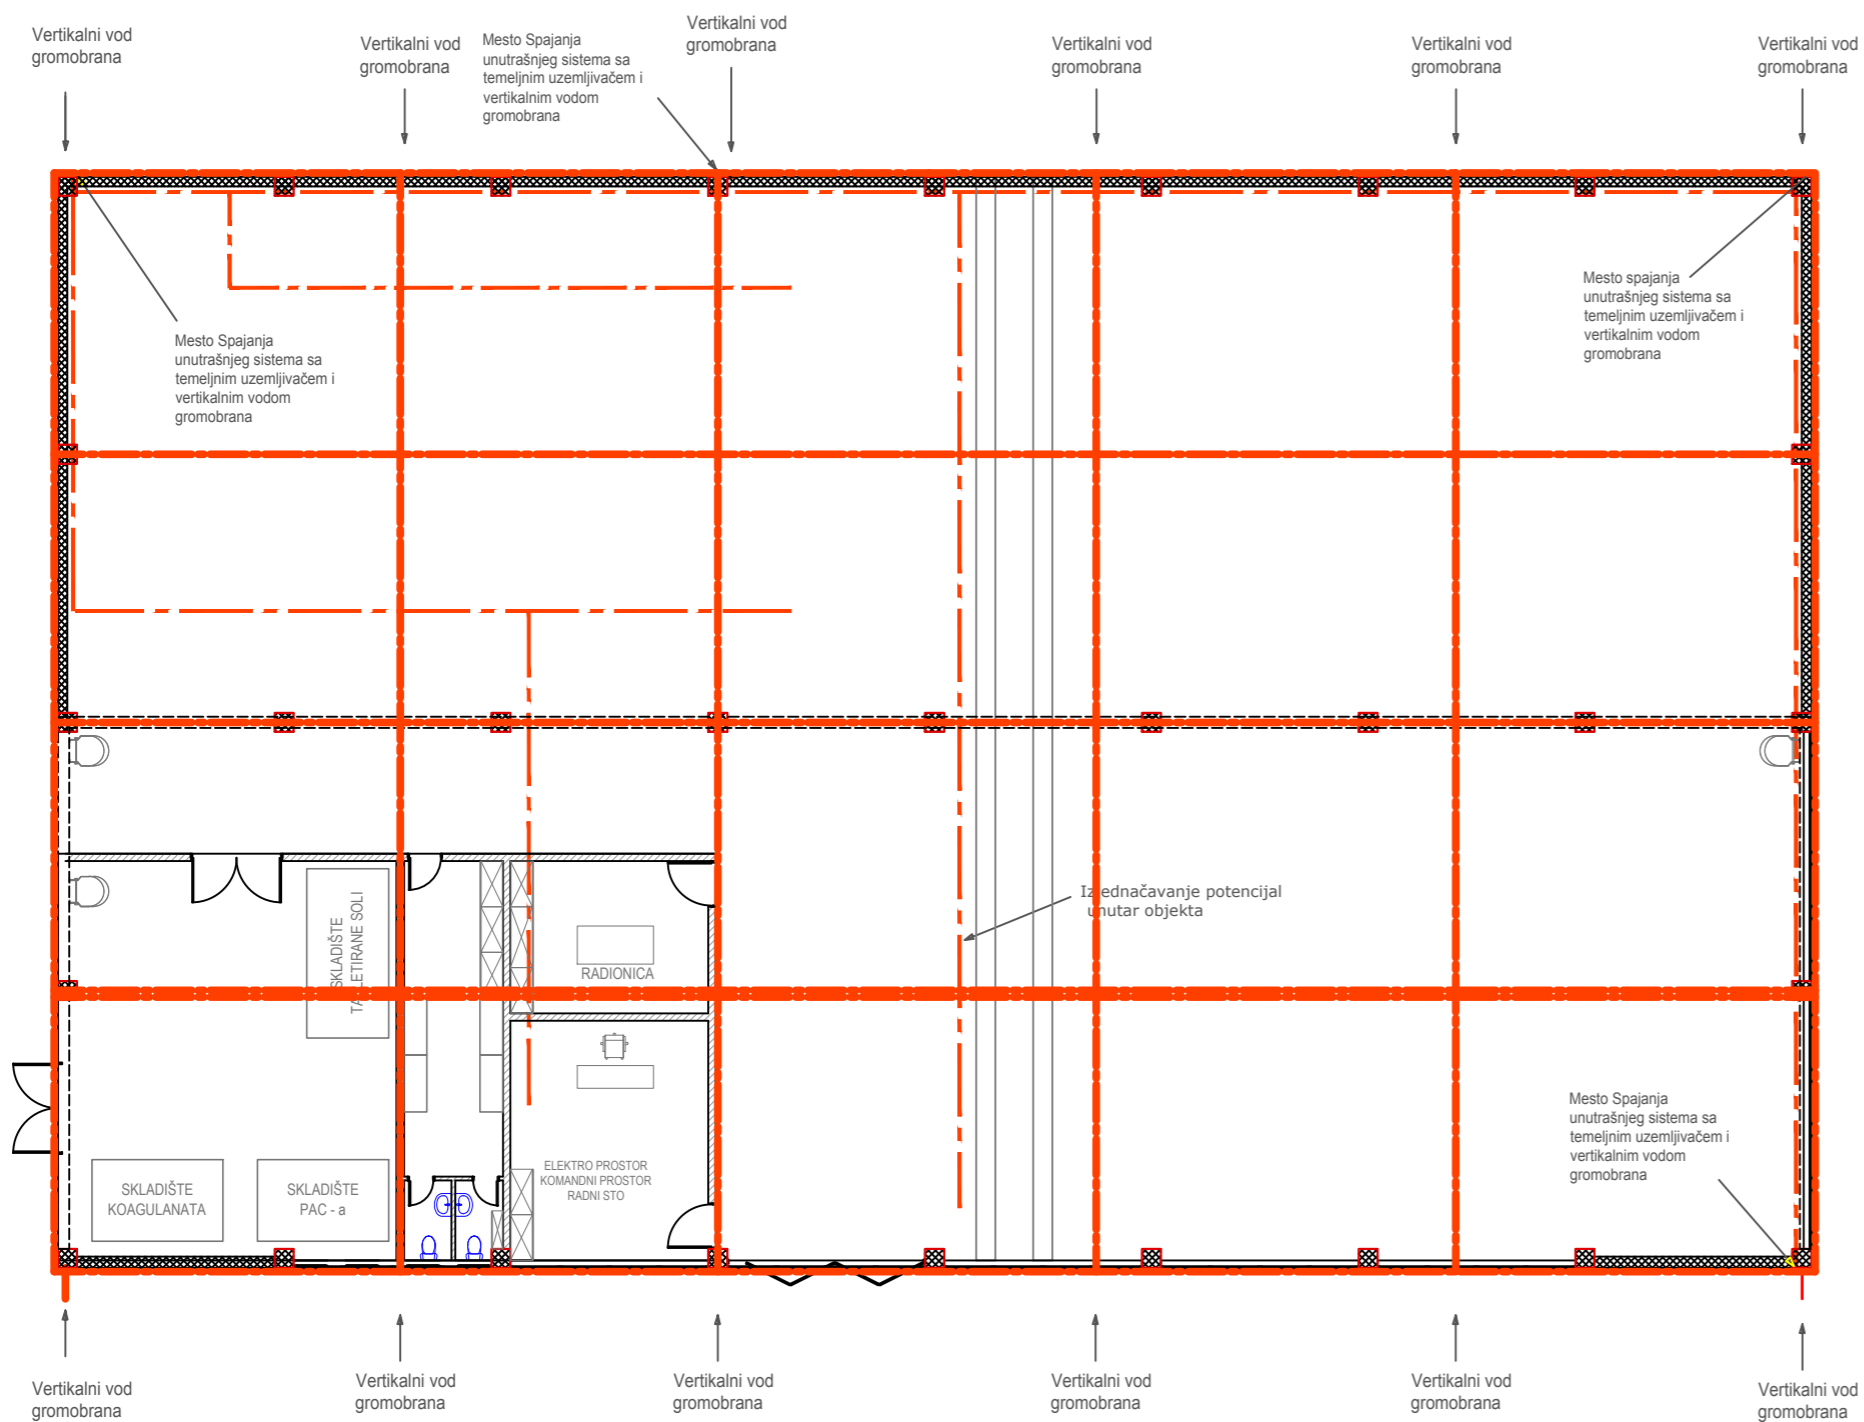 Vertikalni vod
gromobrana
Vertikalni vod
gromobrana
Mesto Spajanja
unutrašnjeg sistema sa
temeljnim uzemljivačem i
vertikalnim vodom
gromobrana
Vertikalni vod
gromobrana
Vertikalni vod
gromobrana
Vertikalni vod
gromobrana
Vertikalni vod
gromobrana
Mesto Spajanja
unutrašnjeg sistema sa
temeljnim uzemljivačem i
vertikalnim vodom
gromobrana
Mesto spajanja
unutrašnjeg sistema sa
temeljnim uzemljivačem i
vertikalnim vodom
gromobrana
SKLADIŠTE
TABLETIRANE SOLI
RADIONICA
Izjednačavanje potencijal
unutar objekta
SKLADIŠTE
KOAGULANATA
SKLADIŠTE
PAC - a
ELEKTRO PROSTOR
KOMANDNI PROSTOR
RADNI STO
Mesto Spajanja
unutrašnjeg sistema sa
temeljnim uzemljivačem i
vertikalnim vodom
gromobrana
Vertikalni vod
gromobrana
Vertikalni vod
gromobrana
Vertikalni vod
gromobrana
Vertikalni vod
gromobrana
Vertikalni vod
gromobrana
Vertikalni vod
gromobrana